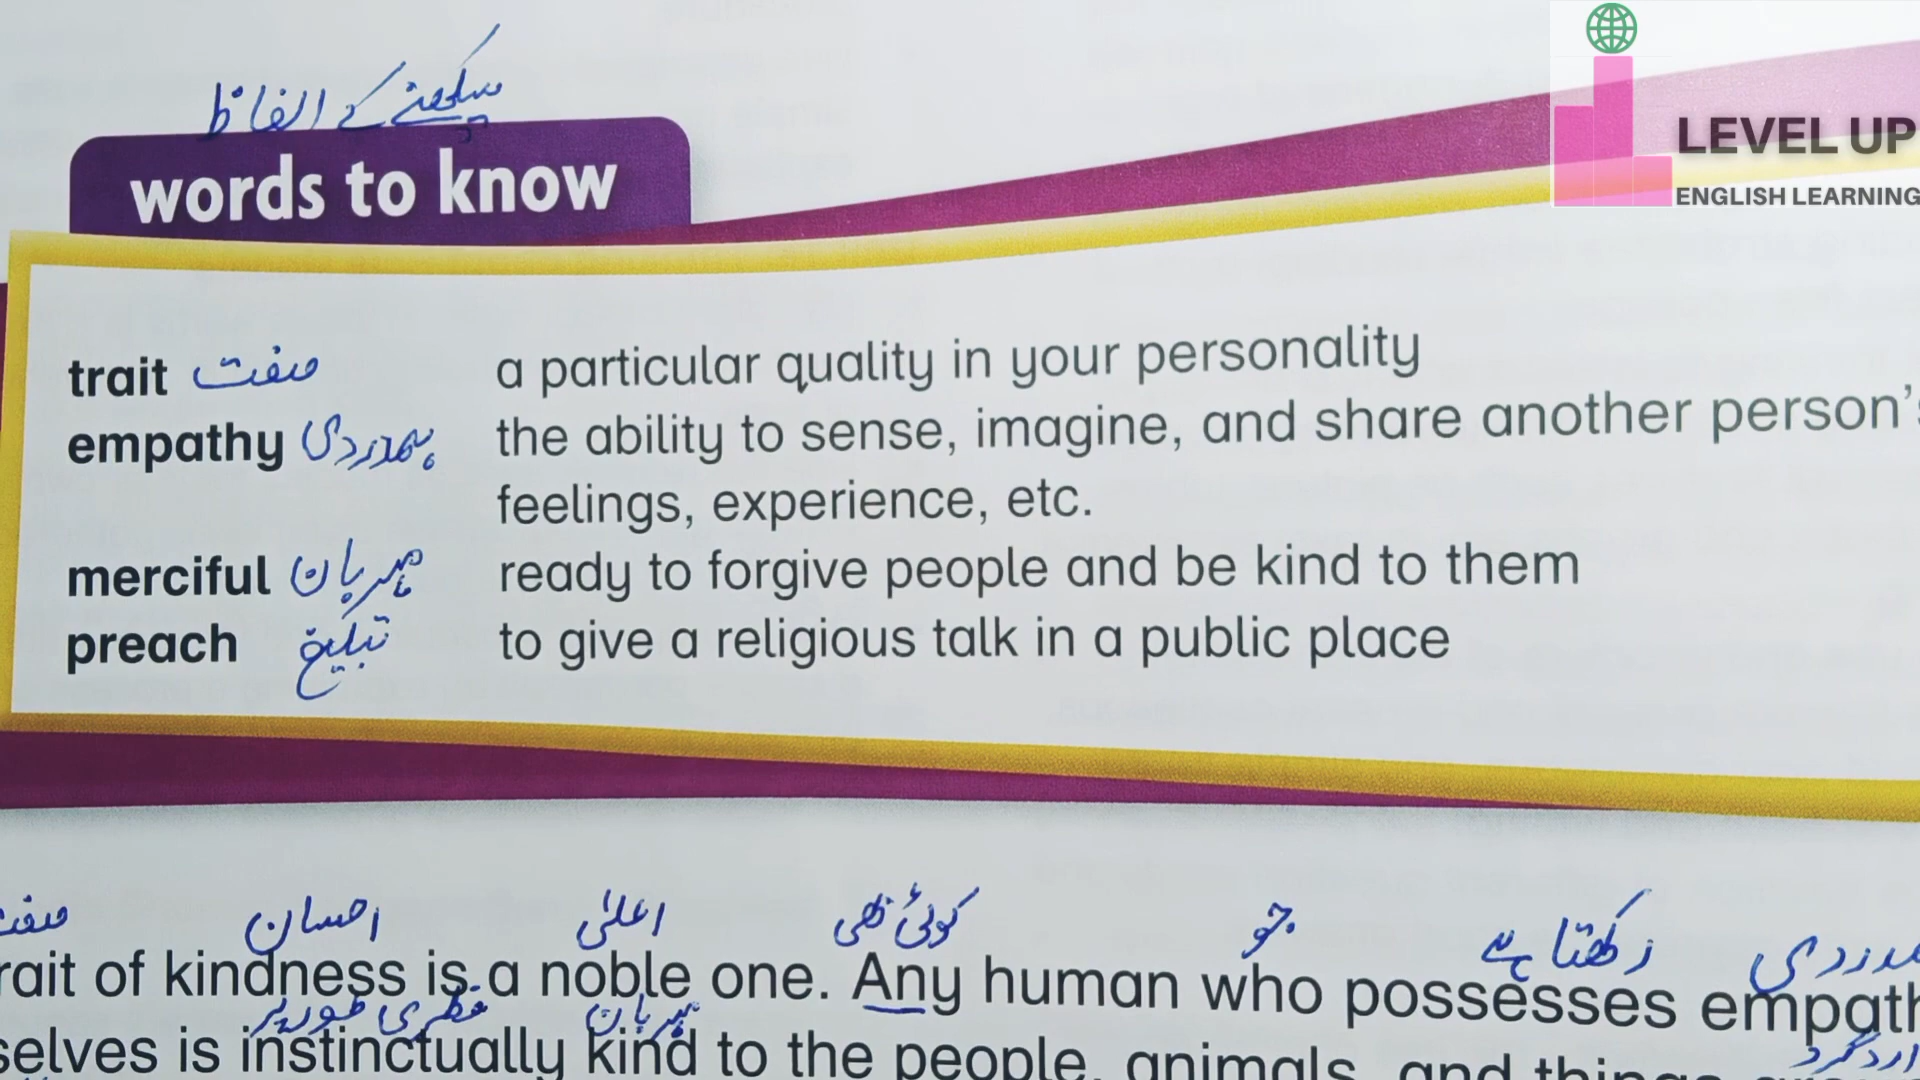 سیکھنے کے الفاظ
LEVEL UP
ENGLISH LEARNING
words to know
trait صفت a particular quality in your personality
empathy ہمدردی the ability to sense, imagine, and share another person's
feelings, experience, etc.
merciful مہربان ready to forgive people and be kind to them
preach تبلیغ to give a religious talk in a public place
صفت احسان اعلیٰ کوئی بھی جو رکھتا ہے ہمدردی
rait of kindness is a noble one. Any human who possesses empath
فطری طور پر مہربان ارد گرد
selves is instinctually kind to the people, animals, and things